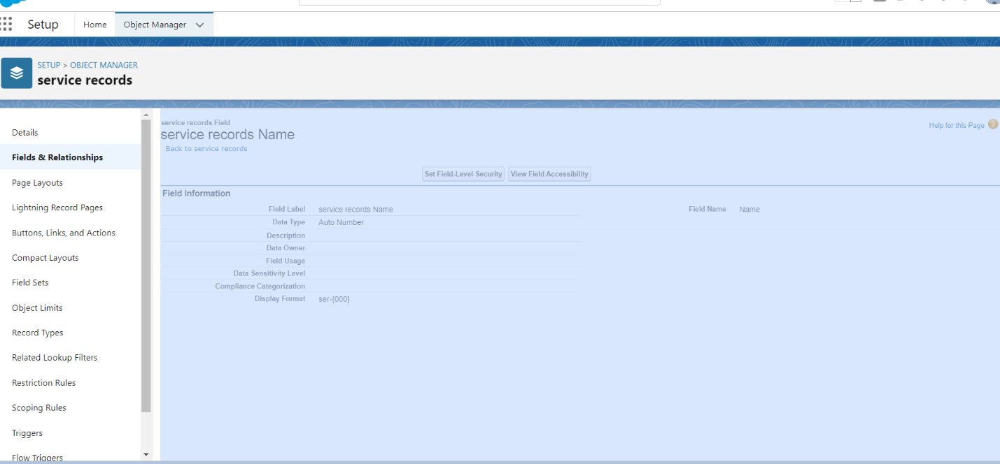 Setup
Home
Object Manager
SETUP > OBJECT MANAGER
service records
Details
Fields & Relationships
Page Layouts
Lightning Record Pages
Buttons, Links, and Actions
Compact Layouts
Field Sets
Object Limits
Record Types
Related Lookup Filters
Restriction Rules
Scoping Rules
Triggers
Flow Triggers
service records Field
service records Name
Back to service records
Help for this Page ?
Set Field-Level Security
View Field Accessibility
Field Information
Field Label service records Name
Field Name Name
Data Type Auto Number
Description
Data Owner
Field Usage
Data Sensitivity Level
Compliance Categorization
Display Format ser-{000}